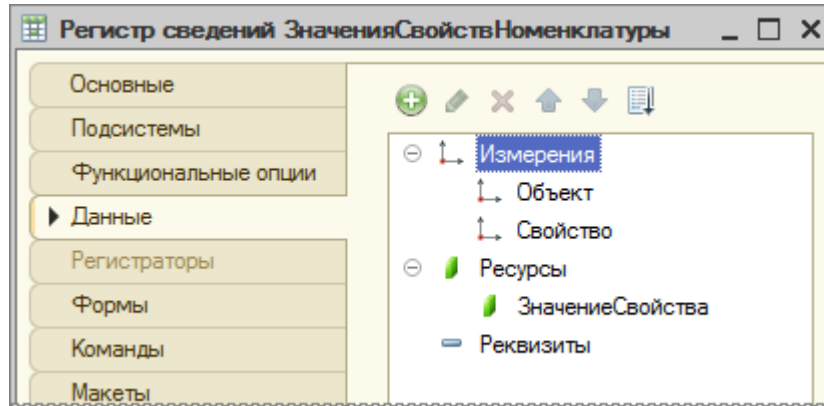 Регистр сведений ЗначенияСвойствНоменклатуры
Основные
Подсистемы
Функциональные опции
Данные
Регистраторы
Формы
Команды
Макеты
Измерения
Объект
Свойство
Ресурсы
ЗначениеСвойства
Реквизиты